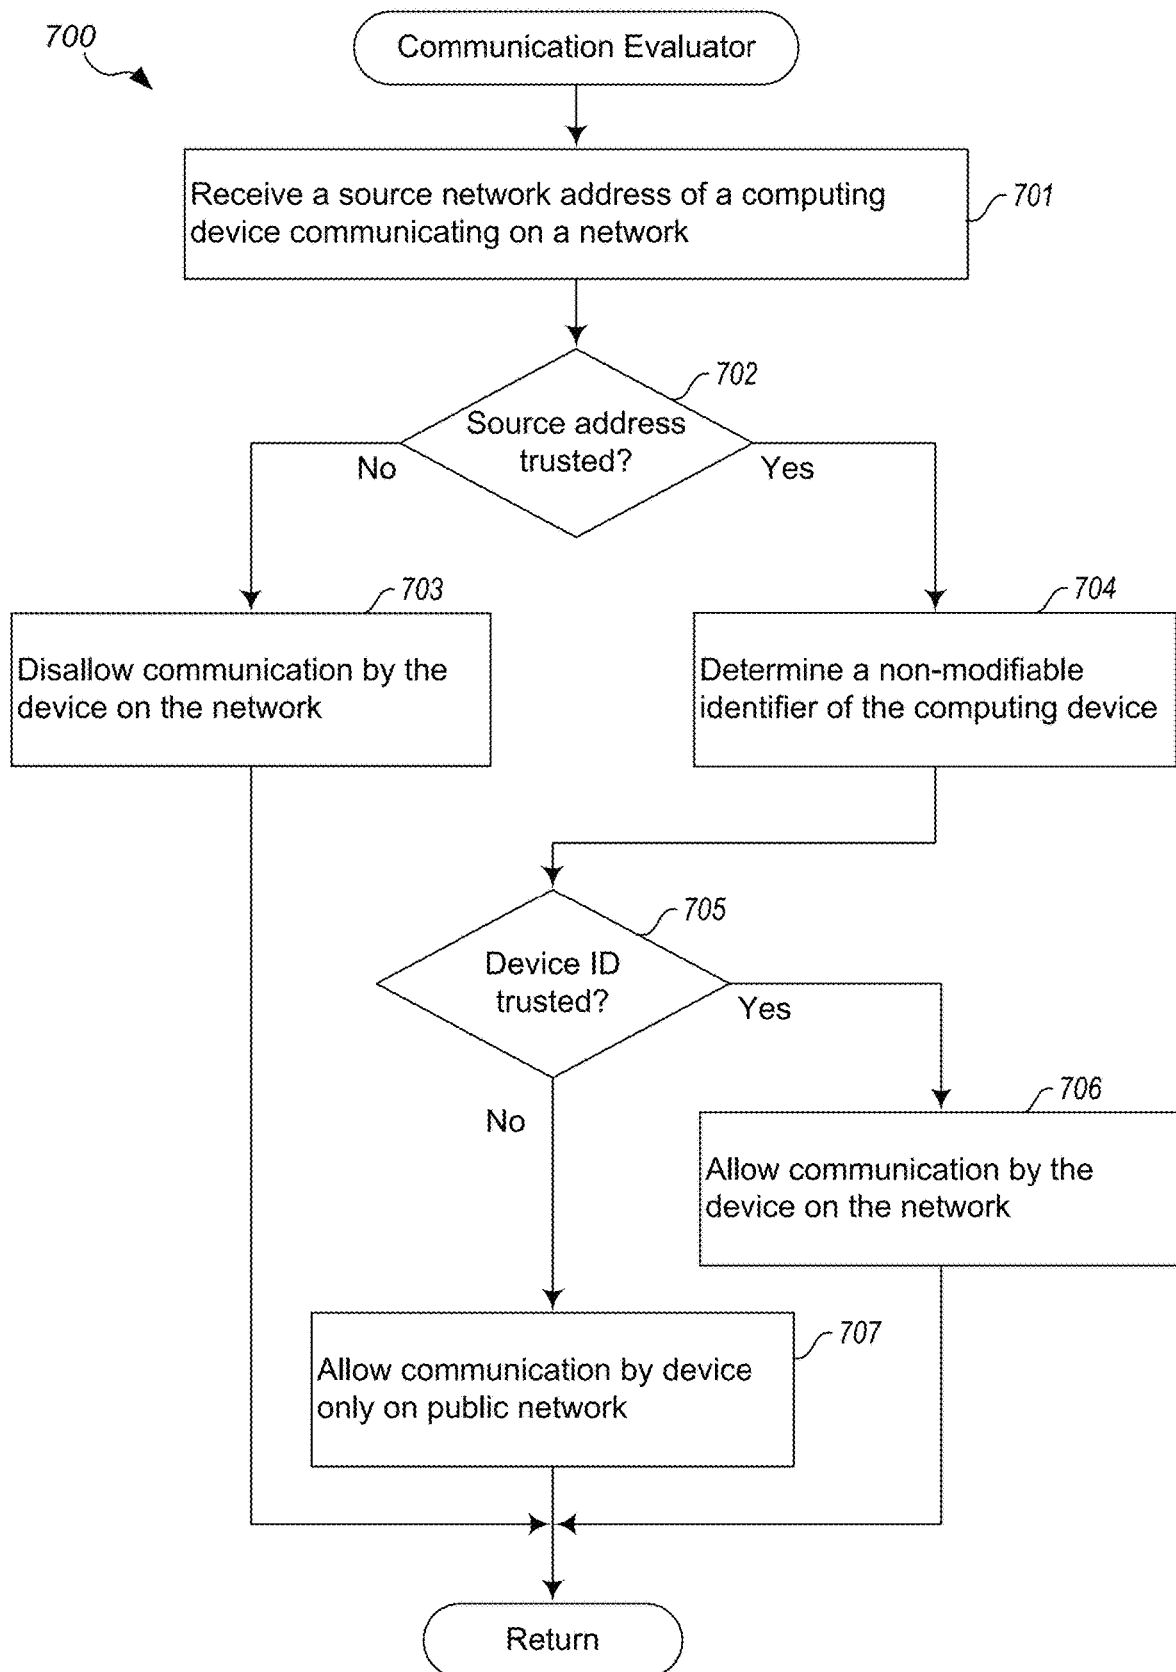 700
Communication Evaluator
Receive a source network address of a computing
device communicating on a network
701
702
Source address
trusted?
No
Yes
703
Disallow communication by the
device on the network
704
Determine a non-modifiable
identifier of the computing device
705
Device ID
trusted?
Yes
No
706
Allow communication by the
device on the network
707
Allow communication by device
only on public network
Return